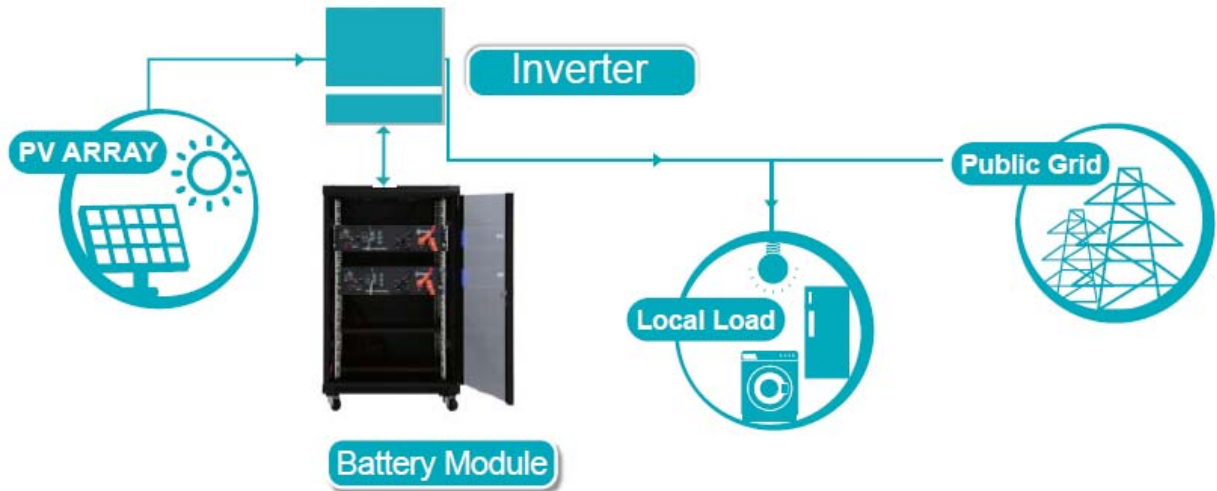 Inverter
PV ARRAY
Public Grid
Local Load
Battery Module